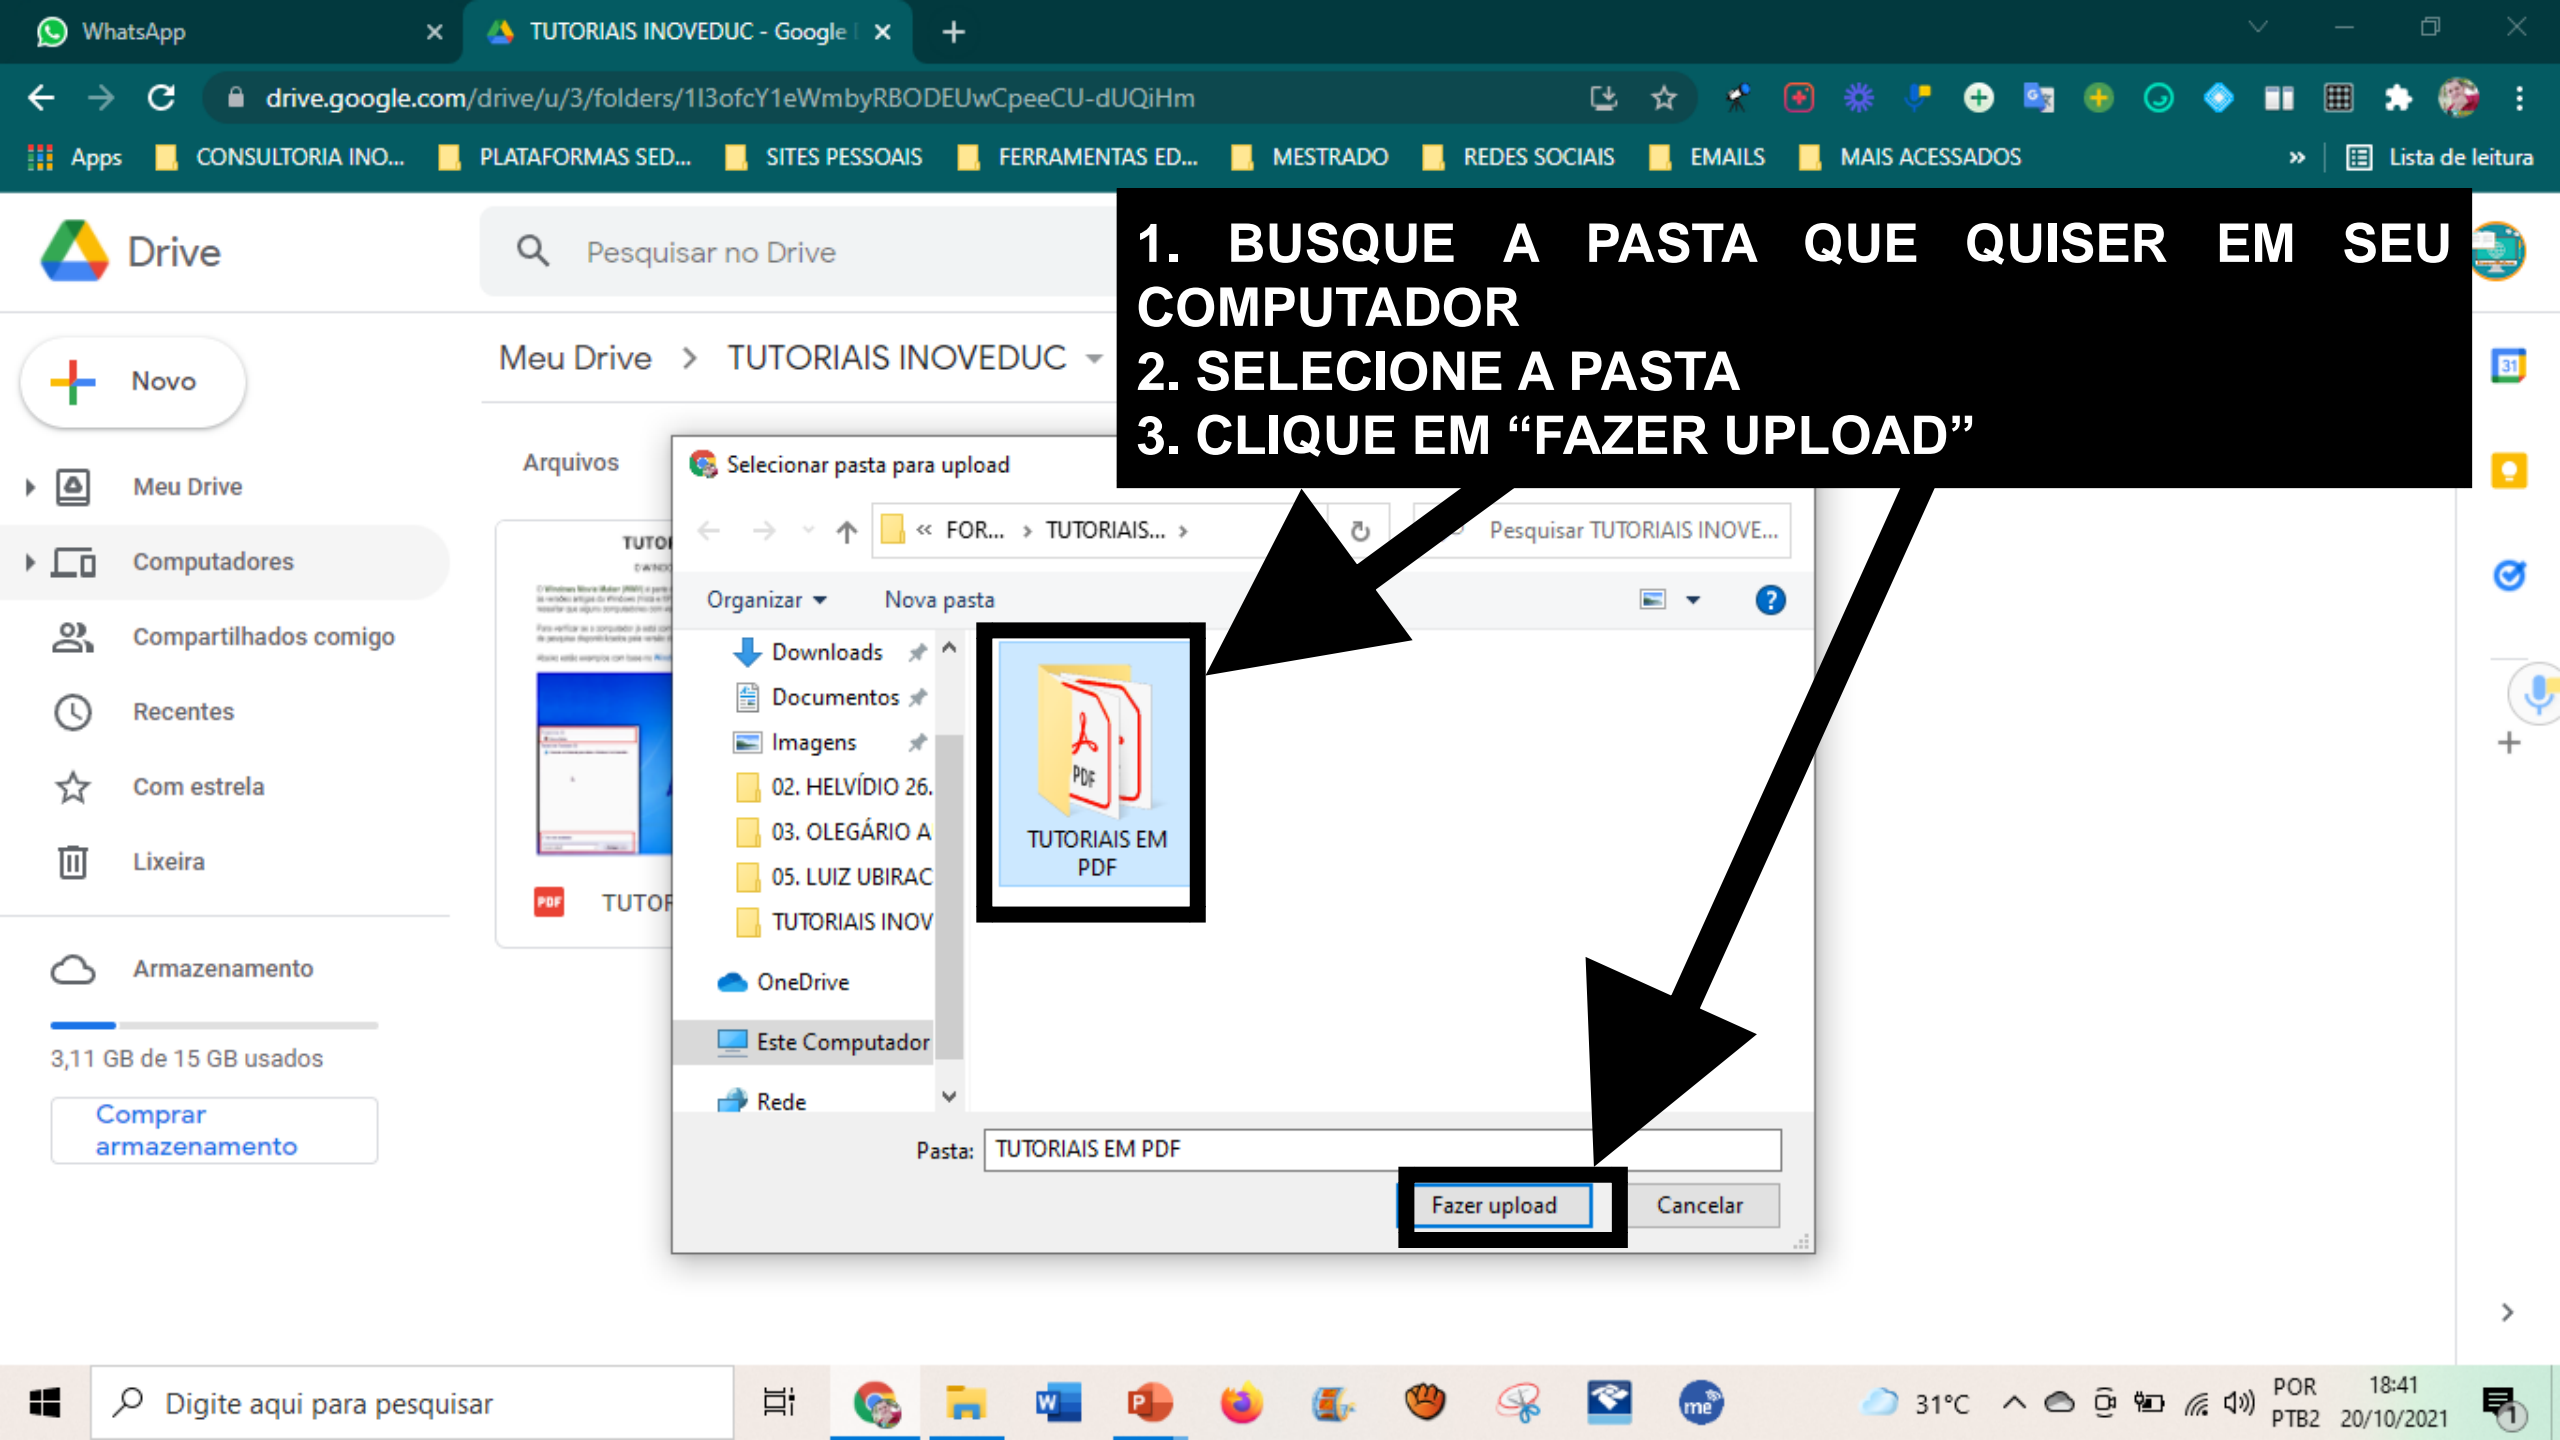 WhatsApp
TUTORIAIS INOVEDUC - Google
drive.google.com/drive/u/3/folders/1I3ofcY1eWmbyRBODEUwCpeeCU-dUQiHm
Apps
CONSULTORIA INO...
PLATAFORMAS SED...
SITES PESSOAIS
FERRAMENTAS ED...
MESTRADO
REDES SOCIAIS
EMAILS
MAIS ACESSADOS
»
Lista de leitura
Drive
Pesquisar no Drive
1. BUSQUE A PASTA QUE QUISER EM SEU
COMPUTADOR
2. SELECIONE A PASTA
3. CLIQUE EM “FAZER UPLOAD”
Novo
Meu Drive > TUTORIAIS INOVEDUC
Meu Drive
Computadores
Compartilhados comigo
Recentes
Com estrela
Lixeira
Armazenamento
3,11 GB de 15 GB usados
Comprar
armazenamento
Arquivos
PDF
Selecionar pasta para upload
« FOR... › TUTORIAIS... ›
Pesquisar TUTORIAIS INOVE...
Organizar
Nova pasta
?
Downloads
Documentos
Imagens
02. HELVÍDIO 26.
03. OLEGÁRIO A
05. LUIZ UBIRAC
TUTORIAIS INOV
OneDrive
Este Computador
Rede
PDF
TUTORIAIS EM
PDF
Pasta: TUTORIAIS EM PDF
Fazer upload
Cancelar
31
Digite aqui para pesquisar
W
P
me
31°C
POR
PTB2
18:41
20/10/2021
1